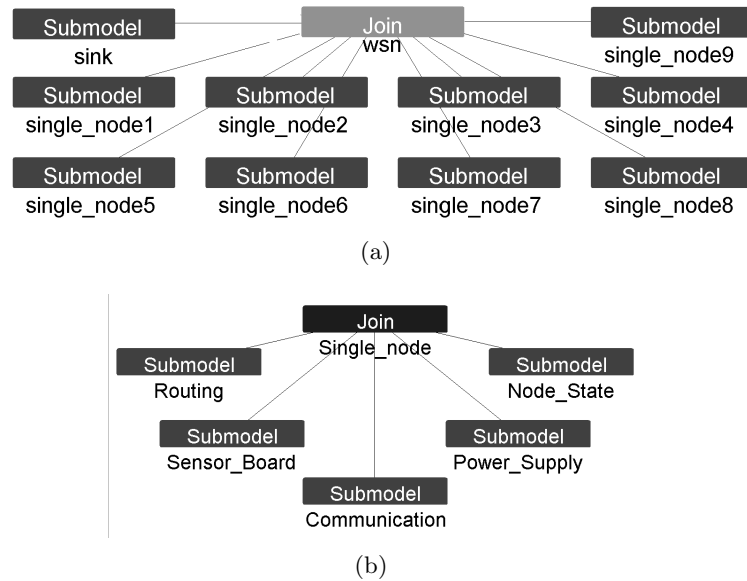 Submodel Join Submodel
sink wsn single_node9
Submodel Submodel Submodel Submodel
single_node1 single_node2 single_node3 single_node4
Submodel Submodel Submodel Submodel
single_node5 single_node6 single_node7 single_node8
(a)
Join
Single_node
Submodel Submodel
Routing Node_State
Submodel Submodel
Sensor_Board Power_Supply
Submodel
Communication
(b)